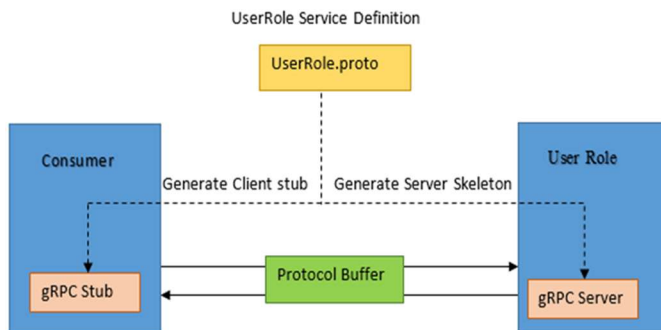 UserRole Service Definition
UserRole.proto
Consumer
User Role
Generate Client stub
Generate Server Skeleton
Protocol Buffer
gRPC Stub
gRPC Server